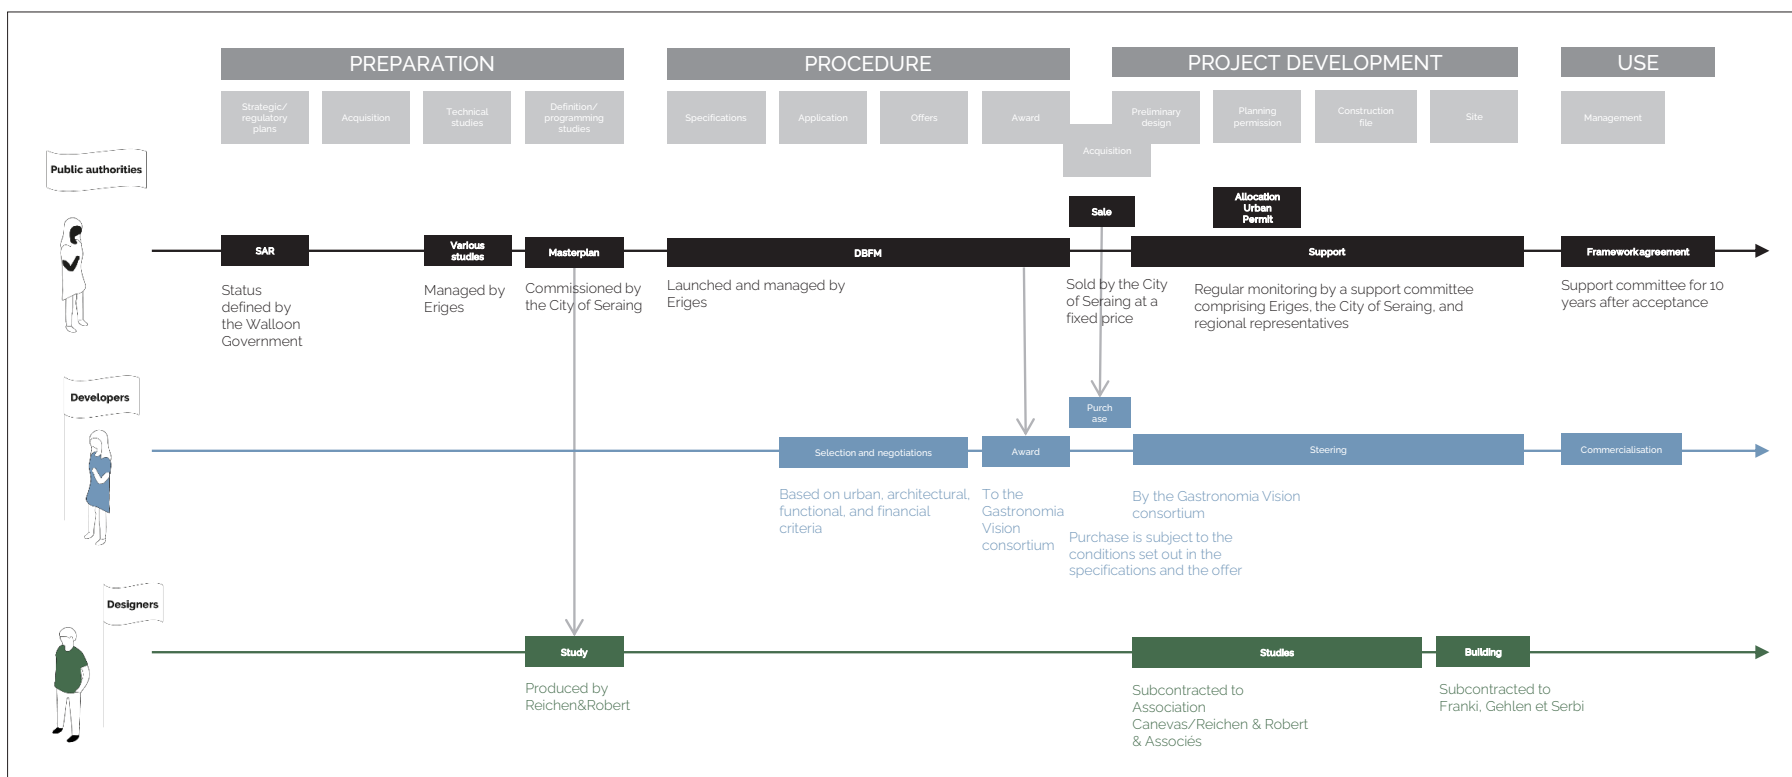 PREPARATION
PROCEDURE
PROJECT DEVELOPMENT
USE
Strategic/
regulatory
plans
Acquisition
Technical
studies
Definition/
programming
studies
Specifications
Application
Offers
Award
Acquisition
Preliminary
design
Planning
permission
Construction
file
Site
Management
Public authorities
SAR
Various
studies
Masterplan
DBFM
Sale
Allocation
Urban
Permit
Support
Framework agreement
Status
defined by
the Walloon
Government
Managed by
Eriges
Commissioned by
the City of Seraing
Launched and managed by
Eriges
Sold by the City
of Seraing at a
fixed price
Regular monitoring by a support committee
comprising Eriges, the City of Seraing, and
regional representatives
Support committee for 10
years after acceptance
Developers
Selection and negotiations
Award
Purch
ase
Steering
Commercialisation
Based on urban, architectural,
functional, and financial
criteria
To the
Gastronomia
Vision
consortium
By the Gastronomia Vision
consortium
Purchase is subject to the
conditions set out in the
specifications and the offer
Designers
Study
Studies
Building
Produced by
Reichen&Robert
Subcontracted to
Association
Canevas/Reichen & Robert
& Associés
Subcontracted to
Franki, Gehlen et Serbi